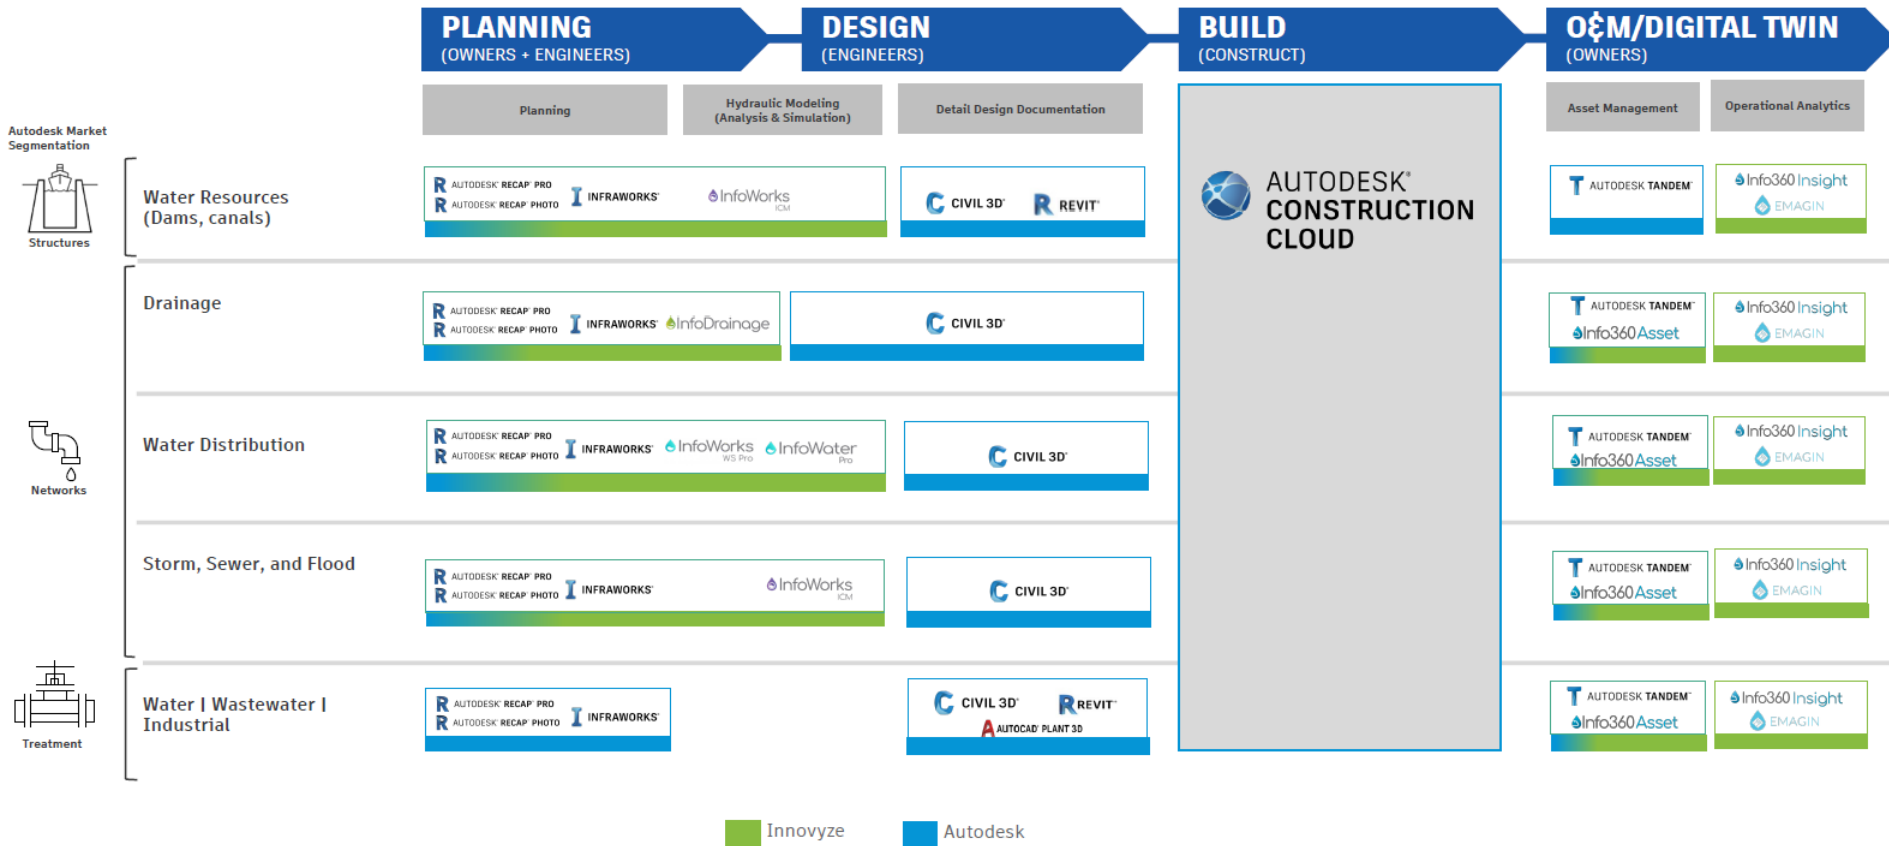 PLANNING
(OWNERS + ENGINEERS)
DESIGN
(ENGINEERS)
BUILD
(CONSTRUCT)
O&M/DIGITAL TWIN
(OWNERS)
Planning
Hydraulic Modeling
(Analysis & Simulation)
Detail Design Documentation
Asset Management
Operational Analytics
Autodesk Market
Segmentation
Structures
Water Resources
(Dams, canals)
AUTODESK® RECAP® PRO
AUTODESK® RECAP® PHOTO
INFRAWORKS®
InfoWorks
ICM
CIVIL 3D®
REVIT®
AUTODESK®
CONSTRUCTION
CLOUD
AUTODESK TANDEM™
Info360 Insight
EMAGIN
Drainage
AUTODESK® RECAP® PRO
AUTODESK® RECAP® PHOTO
INFRAWORKS®
InfoDrainage
CIVIL 3D®
AUTODESK TANDEM™
Info360 Asset
Info360 Insight
EMAGIN
Networks
Water Distribution
AUTODESK® RECAP® PRO
AUTODESK® RECAP® PHOTO
INFRAWORKS®
InfoWorks
WS Pro
InfoWater
Pro
CIVIL 3D®
AUTODESK TANDEM™
Info360 Asset
Info360 Insight
EMAGIN
Storm, Sewer, and Flood
AUTODESK® RECAP® PRO
AUTODESK® RECAP® PHOTO
INFRAWORKS®
InfoWorks
ICM
CIVIL 3D®
AUTODESK TANDEM™
Info360 Asset
Info360 Insight
EMAGIN
Treatment
Water | Wastewater |
Industrial
AUTODESK® RECAP® PRO
AUTODESK® RECAP® PHOTO
INFRAWORKS®
CIVIL 3D®
REVIT®
AUTOCAD® PLANT 3D
AUTODESK TANDEM™
Info360 Asset
Info360 Insight
EMAGIN
Innovyze
Autodesk